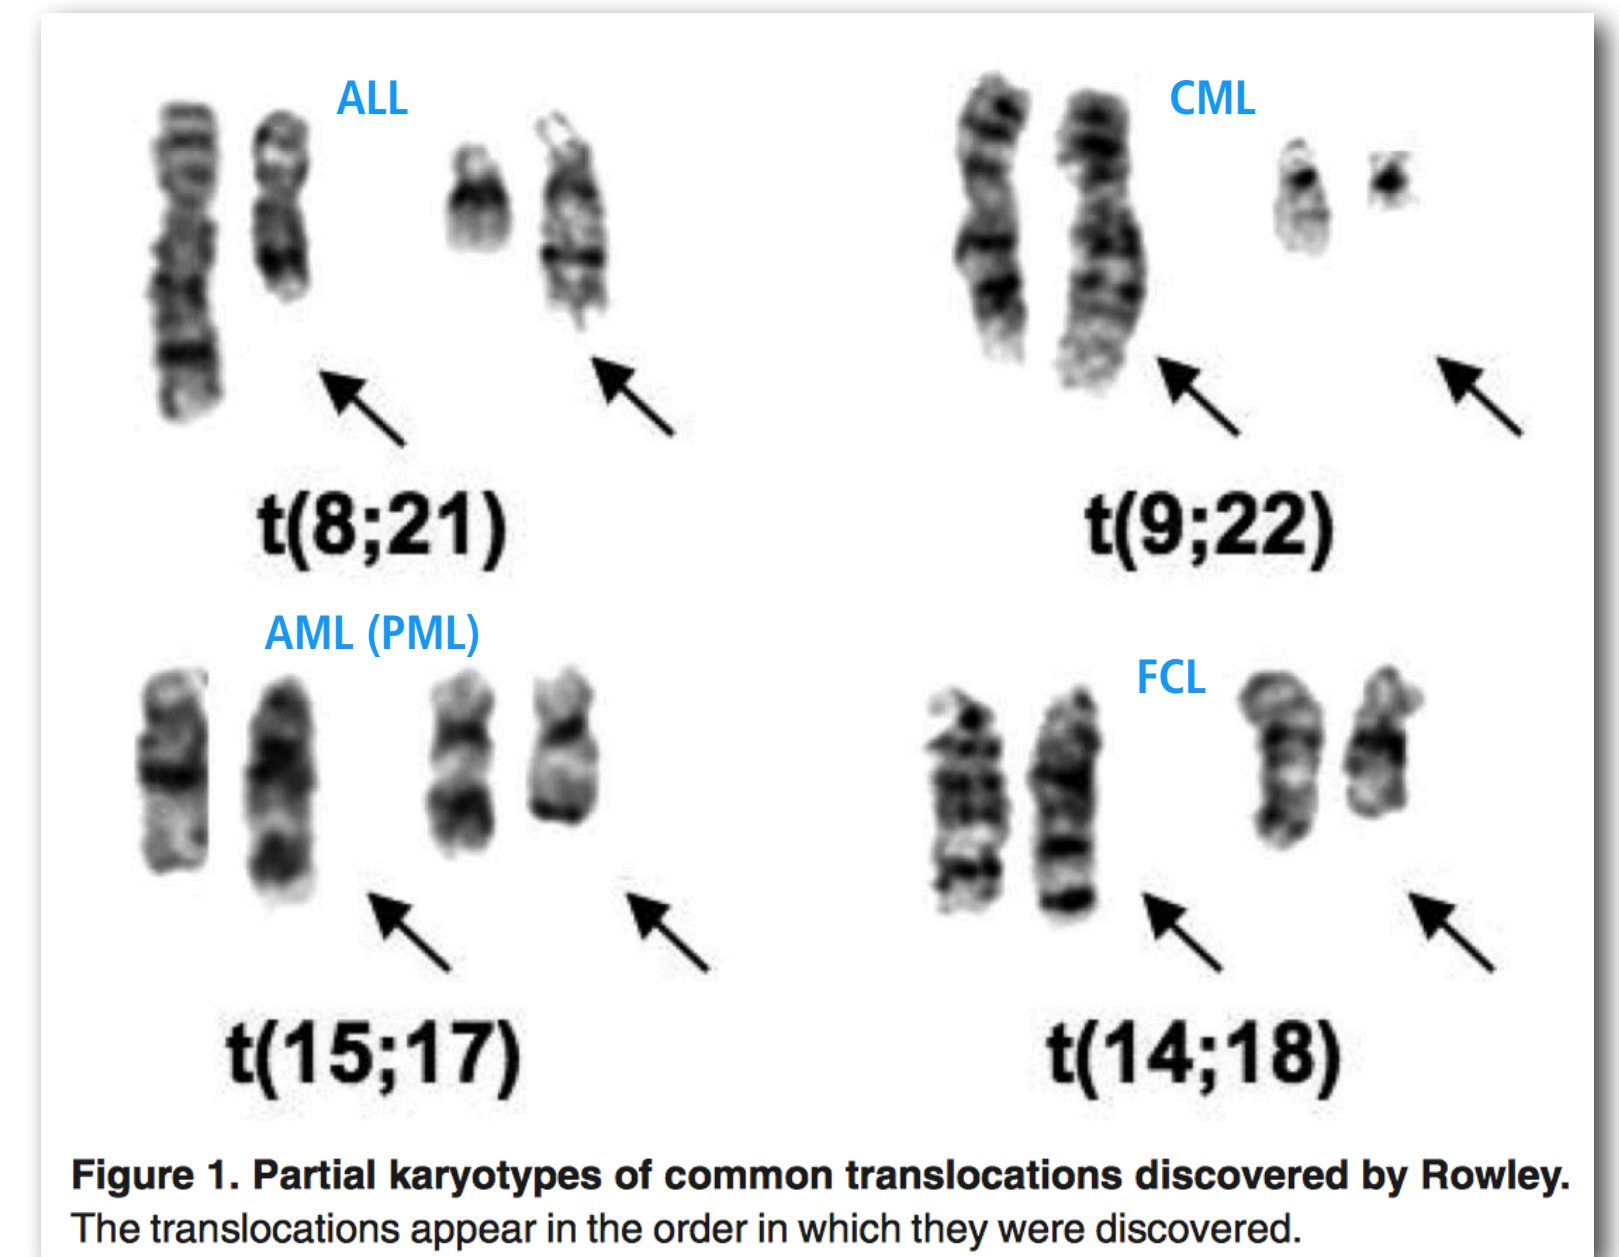 ALL
CML
t(8;21)
t(9;22)
AML (PML)
FCL
t(15;17)
t(14;18)
Figure 1. Partial karyotypes of common translocations discovered by Rowley.
The translocations appear in the order in which they were discovered.